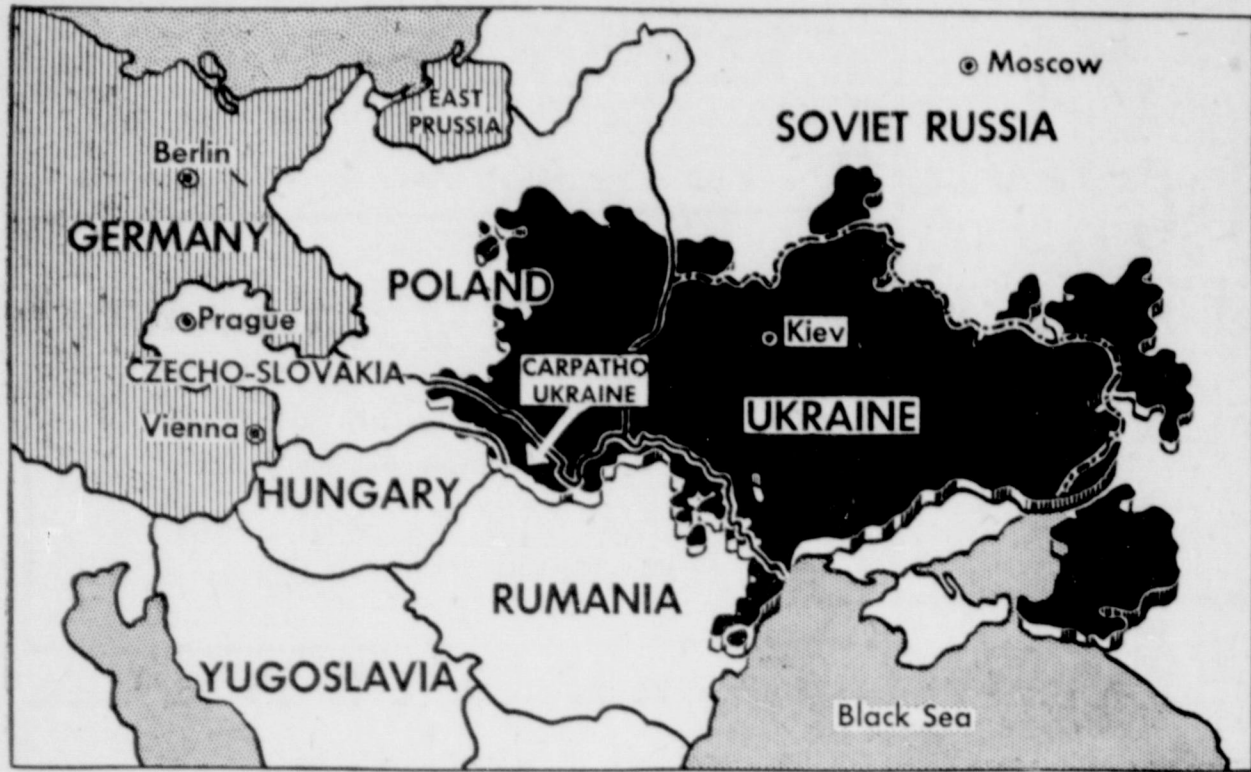 Moscow
EAST
PRUSSIA
SOVIET RUSSIA
Berlin
GERMANY
POLAND
Prague
Kiev
CZECHO-SLOVAKIA
CARPATHO
UKRAINE
UKRAINE
Vienna
HUNGARY
RUMANIA
YUGOSLAVIA
Black Sea